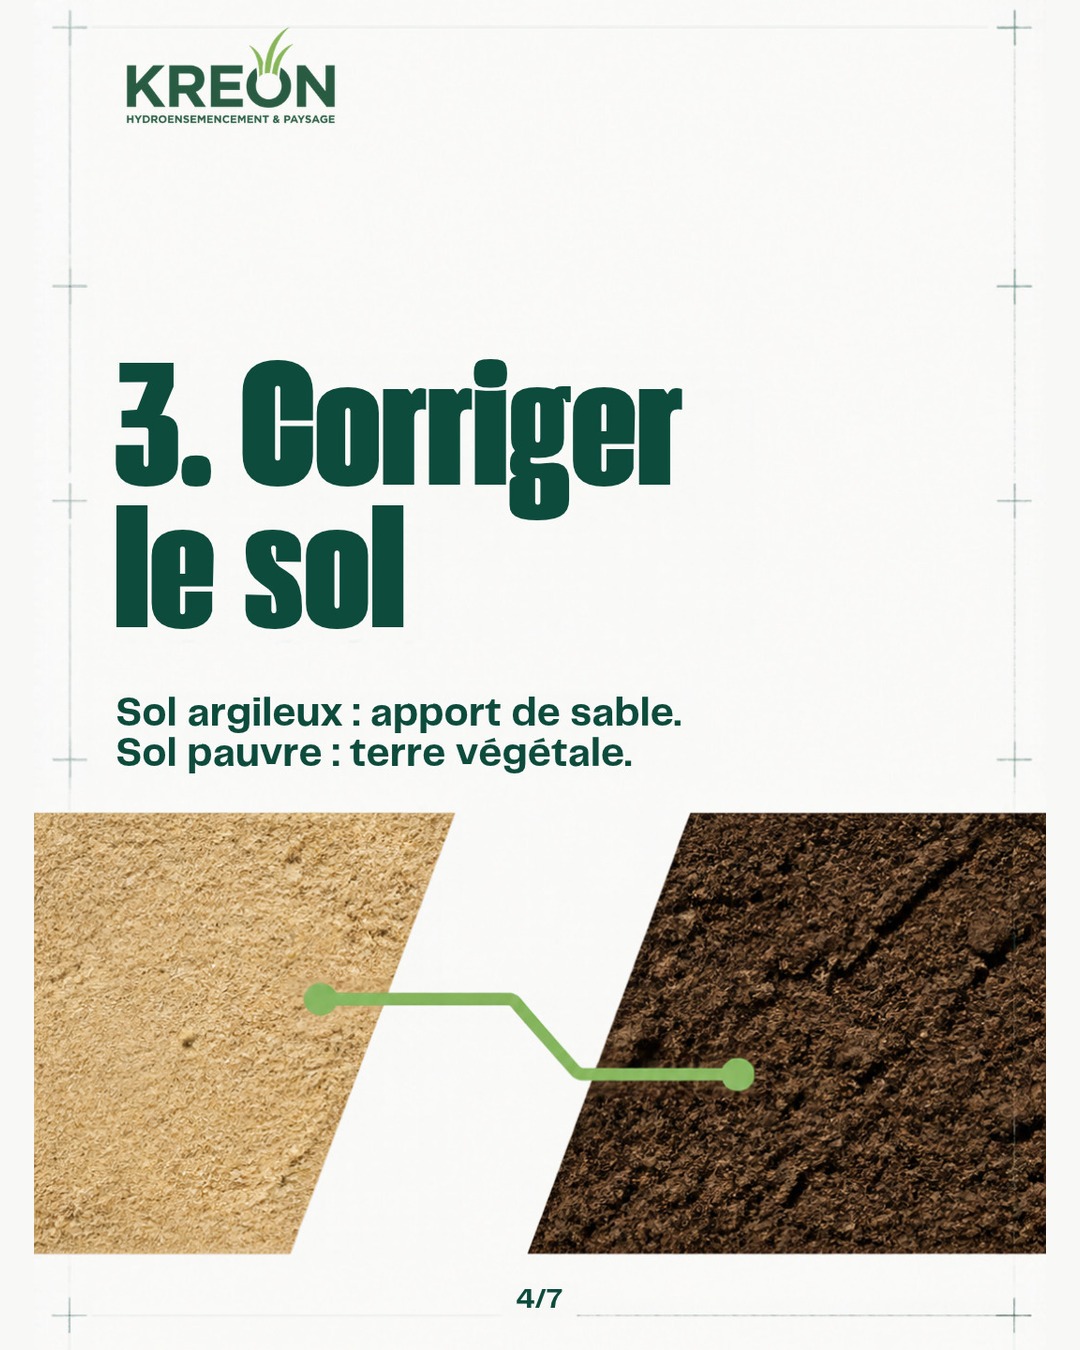 KREON
HYDROENSEMENCEMENT & PAYSAGE
3. Corriger
le sol
Sol argileux : apport de sable.
Sol pauvre : terre végétale.
4/7